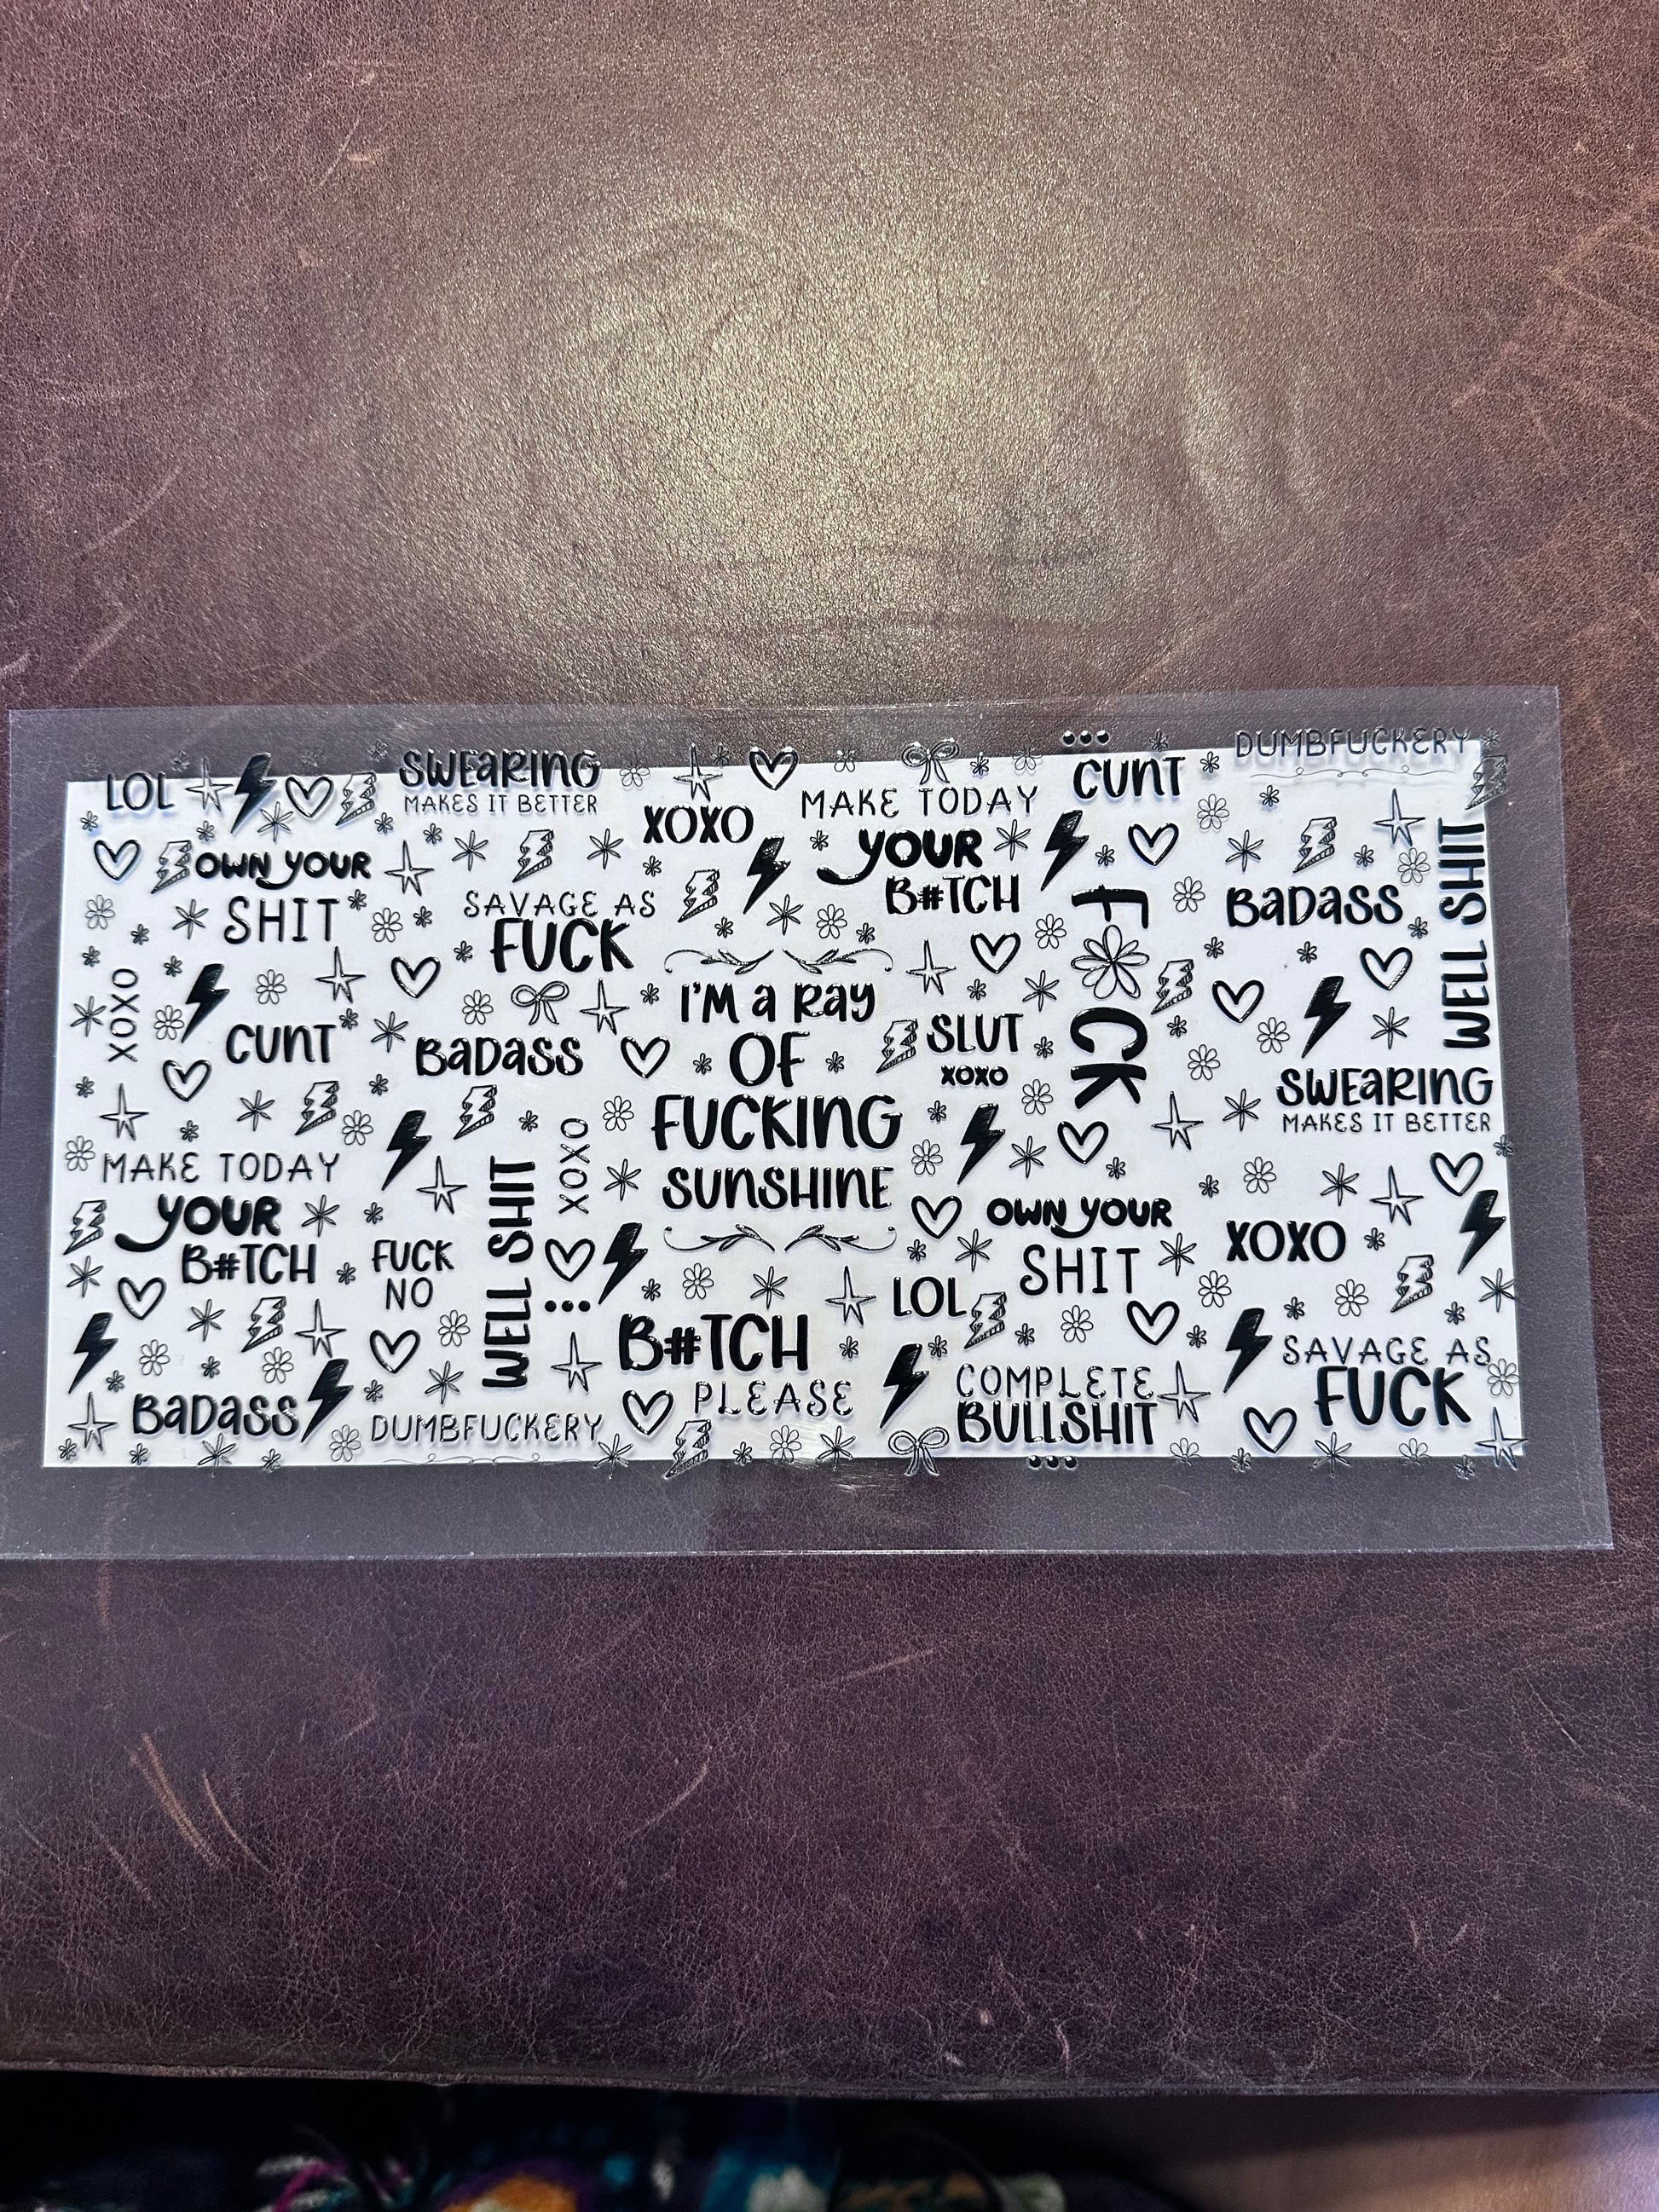 LOL
SWEARING
MAKES IT BETTER
XOXO
MAKE TODAY
YOUR
B#TCH
CUNT
DUMBFUCKERY
OWN YOUR
SHIT
SAVAGE AS
FUCK
F CK
BADASS
WELL SHIT
XOXO
CUNT
BADASS
I'M A RAY
OF
FUCKING
SUNSHINE
SLUT
XOXO
SWEARING
MAKES IT BETTER
MAKE TODAY
YOUR
B#TCH
FUCK
NO
WELL SHIT
XOXO
OWN YOUR
SHIT
XOXO
LOL
BADASS
DUMBFUCKERY
B#TCH
PLEASE
COMPLETE
BULLSHIT
SAVAGE AS
FUCK